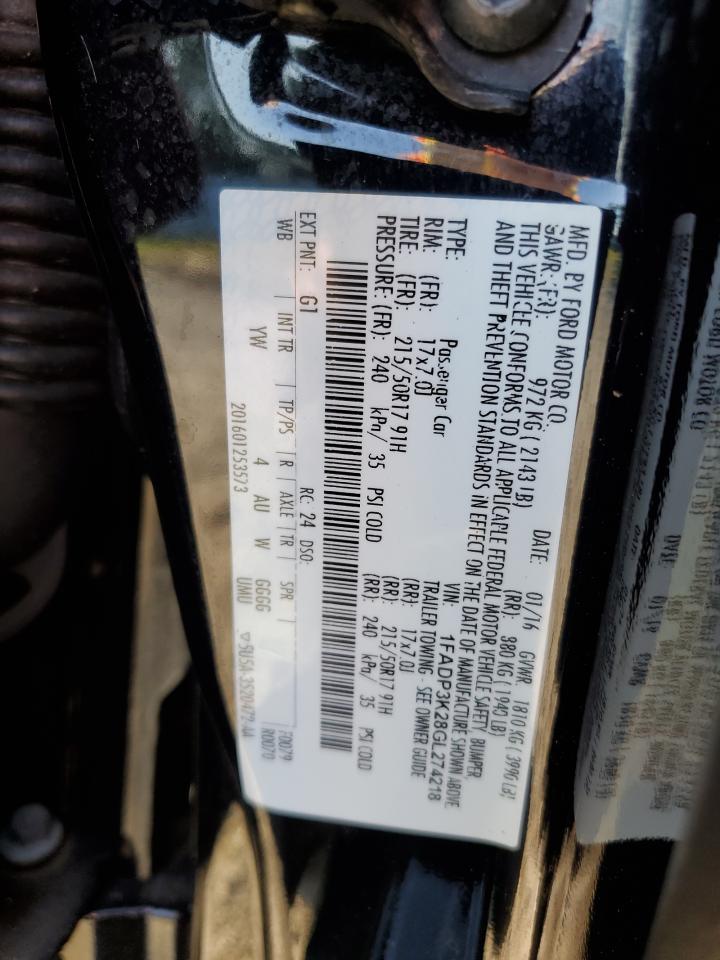 MFD. BY FORD MOTOR CO.
DATE: 01/16 GVWR: 1810 KG ( 3990 LB)
GAWR: (FR): 972 KG ( 2143 LB) (RR): 880 KG ( 1940 LB)
THIS VEHICLE CONFORMS TO ALL APPLICABLE FEDERAL MOTOR VEHICLE SAFETY, BUMPER,
AND THEFT PREVENTION STANDARDS IN EFFECT ON THE DATE OF MANUFACTURE SHOWN ABOVE
VIN: 1FADP3K28GL274218
TYPE: Passenger Car TRAILER TOWING - SEE OWNER GUIDE
RIM: (FR): 17x7.0J (RR): 17x7.0J
TIRE: (FR): 215/50R17 91H (RR): 215/50R17 91H
PRESSURE: (FR): 240 kPa/ 35 PSI COLD (RR): 240 kPa/ 35 PSI COLD
EXT PNT: G1 RC: 24 DSO: F0079
WB INT TR TP/PS R AXLE TR SPR R0070
YW 4 AU W GGGG
UMU
201601253573